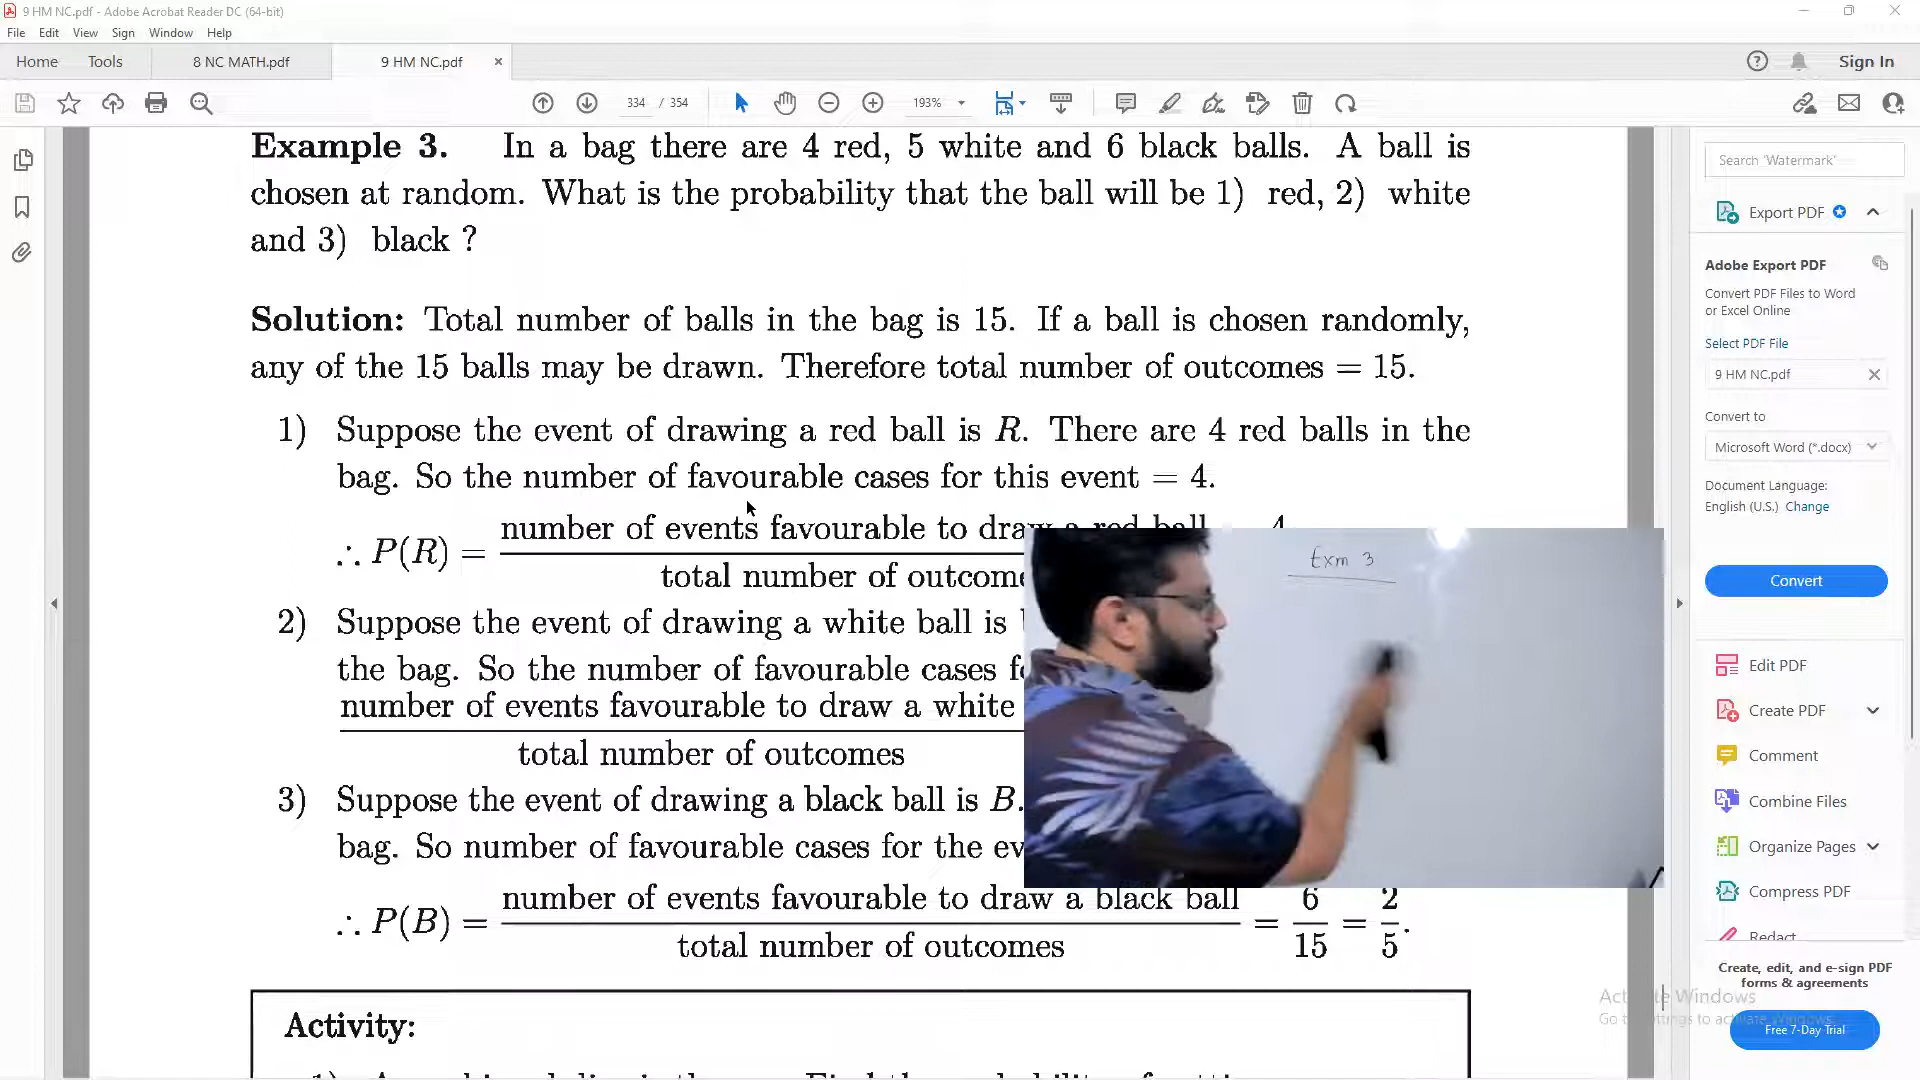 9 HM NC.pdf - Adobe Acrobat Reader DC (64-bit)
File Edit View Sign Window Help
Home Tools 8 NC MATH.pdf 9 HM NC.pdf × Sign In
334 / 354 193%
Example 3. In a bag there are 4 red, 5 white and 6 black balls. A ball is
chosen at random. What is the probability that the ball will be 1) red, 2) white
and 3) black ?
Solution: Total number of balls in the bag is 15. If a ball is chosen randomly,
any of the 15 balls may be drawn. Therefore total number of outcomes = 15.
1) Suppose the event of drawing a red ball is R. There are 4 red balls in the
bag. So the number of favourable cases for this event = 4.
∴ P(R) = number of events favourable to draw a red ball 4
total number of
2) Suppose the event of drawing a white ball is
the bag. So the number of favourable cases
number of events favourable to draw a white
total number of outcomes
3) Suppose the event of drawing a black ball is B.
bag. So number of favourable cases for the
∴ P(B) = number of events favourable to draw a black ball / total number of outcomes = 6/15 = 2/5.
Activity:
Exm 3
Search 'Watermark'
Export PDF
Adobe Export PDF
Convert PDF Files to Word
or Excel Online
Select PDF File
9 HM NC.pdf
Convert to
Microsoft Word (*.docx)
Document Language:
English (U.S.) Change
Convert
Edit PDF
Create PDF
Comment
Combine Files
Organize Pages
Compress PDF
Redact
Create, edit, and e-sign PDF
forms & agreements
Activate Windows
Free 7-Day Trial